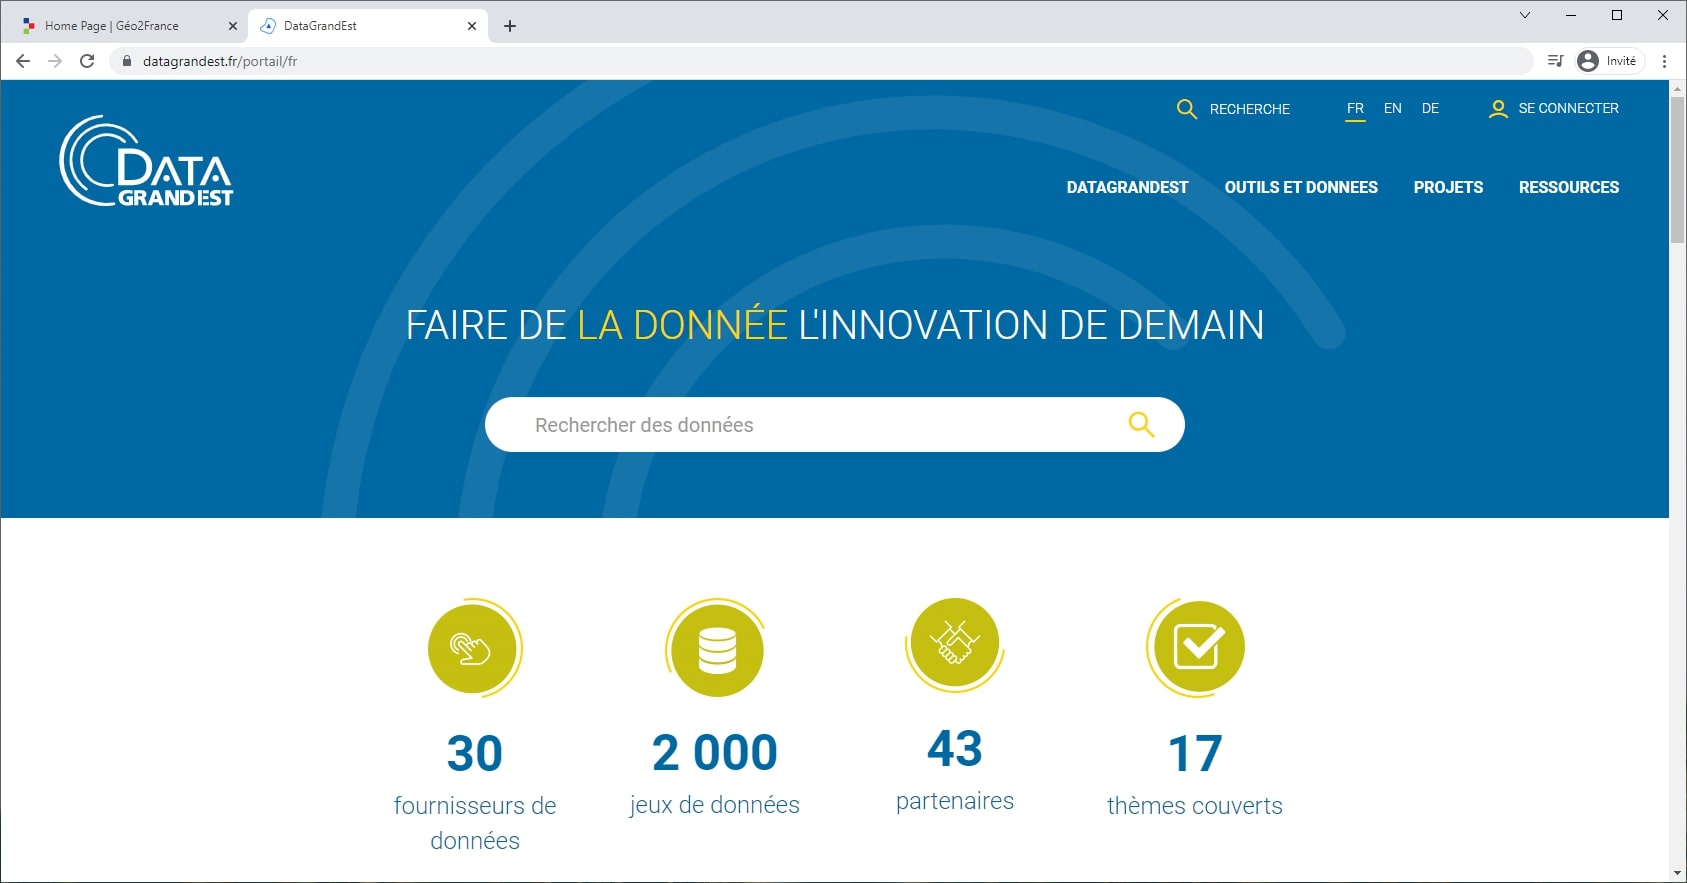 Home Page | Géo2France
DataGrandEst
datagrandest.fr/portail/fr
Invité
RECHERCHE
FR EN DE
SE CONNECTER
DATA
GRANDEST
DATAGRANDEST OUTILS ET DONNEES PROJETS RESSOURCES
FAIRE DE LA DONNÉE L'INNOVATION DE DEMAIN
Rechercher des données
30
fournisseurs de
données
2 000
jeux de données
43
partenaires
17
thèmes couverts